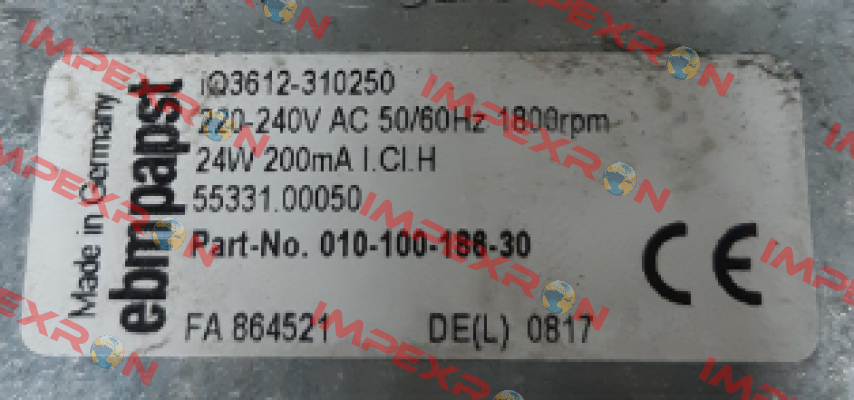 iQ3612-310250
220-240V AC 50/60Hz 1800rpm
24W 200mA I.Cl.H
55331.00050
Part-No. 010-100-188-30
FA 864521 DE(L) 0817
Made in Germany
ebmpapst
CE
IMPEXRON
IMPEXRON
IMPEXRON
IMPEXRON
IMPEXRON
IMPEXRON